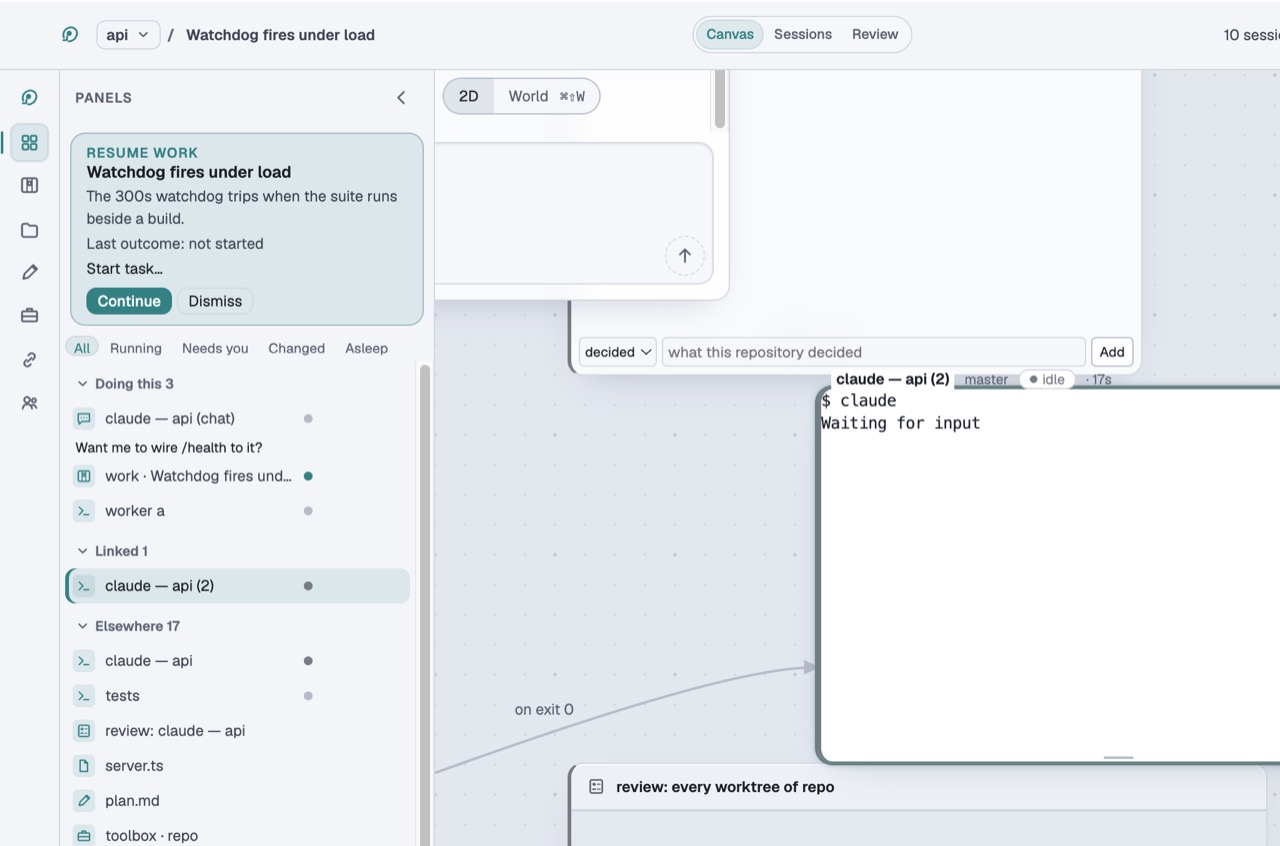 api / Watchdog fires under load
Canvas Sessions Review
10 sessi
PANELS
RESUME WORK
Watchdog fires under load
The 300s watchdog trips when the suite runs
beside a build.
Last outcome: not started
Start task…
Continue Dismiss
All Running Needs you Changed Asleep
Doing this 3
claude — api (chat)
Want me to wire /health to it?
work · Watchdog fires und…
worker a
Linked 1
claude — api (2)
Elsewhere 17
claude — api
tests
review: claude — api
server.ts
plan.md
toolbox · repo
2D World ⌘⇧W
decided what this repository decided Add
claude — api (2) master idle · 17s
$ claude
Waiting for input
on exit 0
review: every worktree of repo